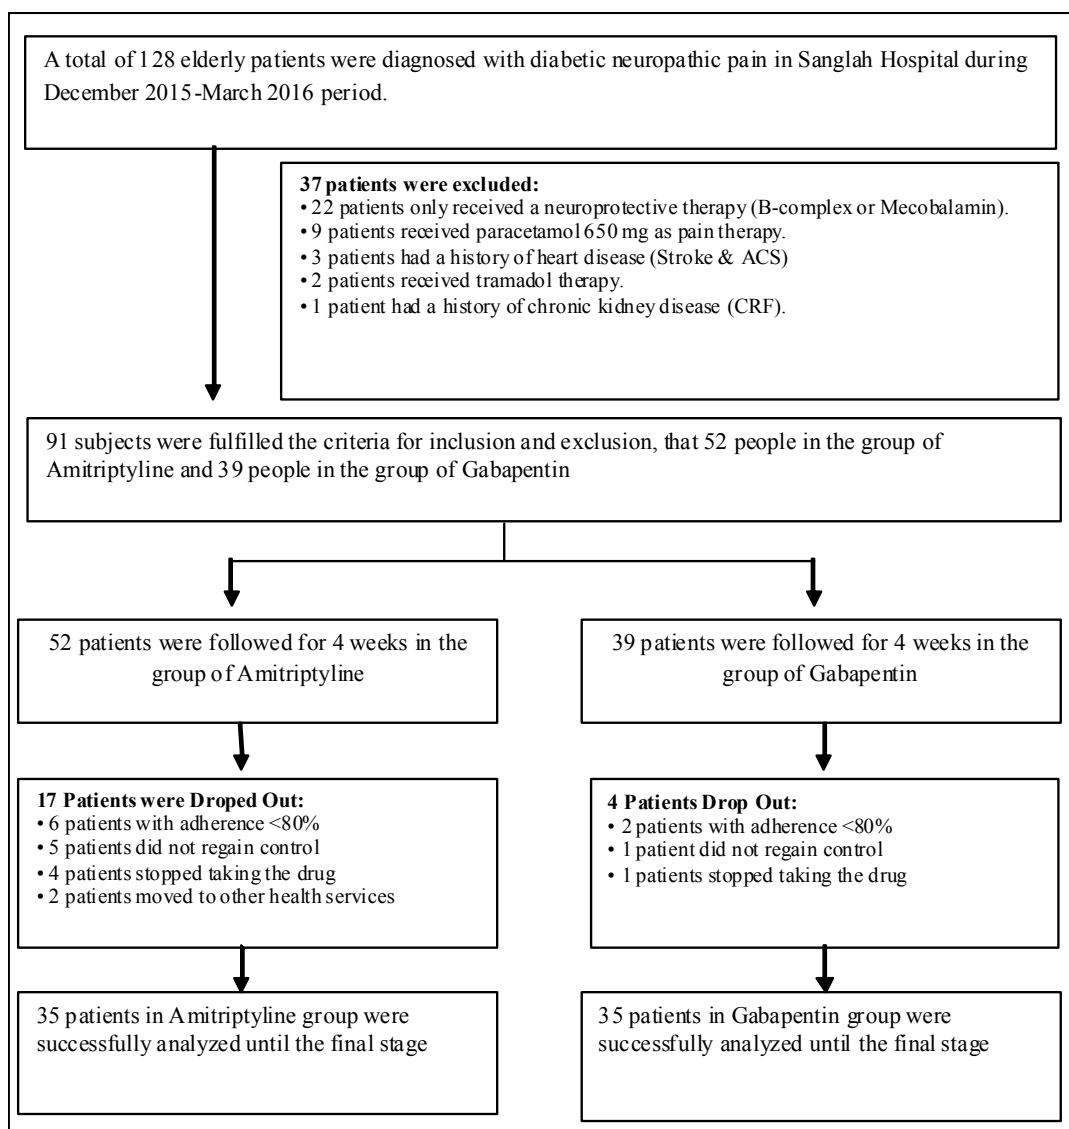 A total of 128 elderly patients were diagnosed with diabetic neuropathic pain in Sanglah Hospital during
December 2015-March 2016 period.
37 patients were excluded:
• 22 patients only received a neuroprotective therapy (B-complex or Mecobalamin).
• 9 patients received paracetamol 650 mg as pain therapy.
• 3 patients had a history of heart disease (Stroke & ACS)
• 2 patients received tramadol therapy.
• 1 patient had a history of chronic kidney disease (CRF).
91 subjects were fulfilled the criteria for inclusion and exclusion, that 52 people in the group of
Amitriptyline and 39 people in the group of Gabapentin
52 patients were followed for 4 weeks in the
group of Amitriptyline
39 patients were followed for 4 weeks in the
group of Gabapentin
17 Patients were Droped Out:
• 6 patients with adherence <80%
• 5 patients did not regain control
• 4 patients stopped taking the drug
• 2 patients moved to other health services
4 Patients Drop Out:
• 2 patients with adherence <80%
• 1 patient did not regain control
• 1 patients stopped taking the drug
35 patients in Amitriptyline group were
successfully analyzed until the final stage
35 patients in Gabapentin group were
successfully analyzed until the final stage